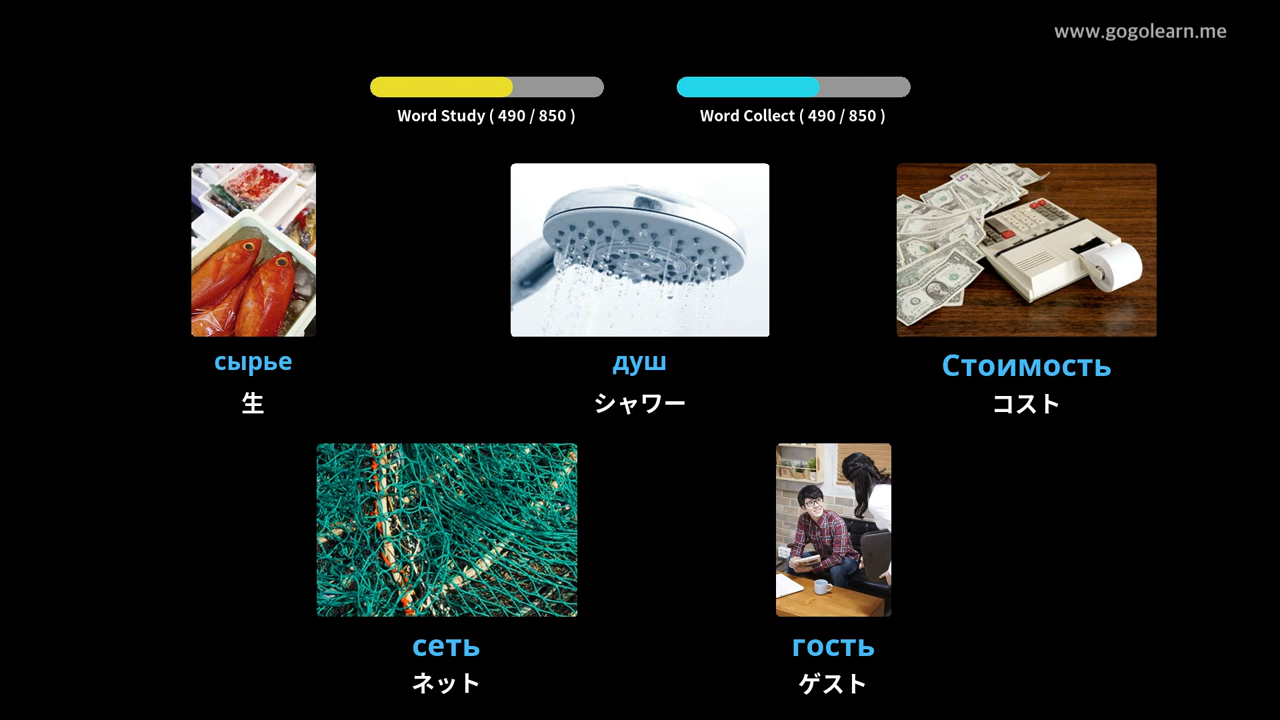 www.gogolearn.me
Word Study ( 490 / 850 )
Word Collect ( 490 / 850 )
сырье
生
душ
シャワー
Стоимость
コスト
сеть
ネット
гость
ゲスト